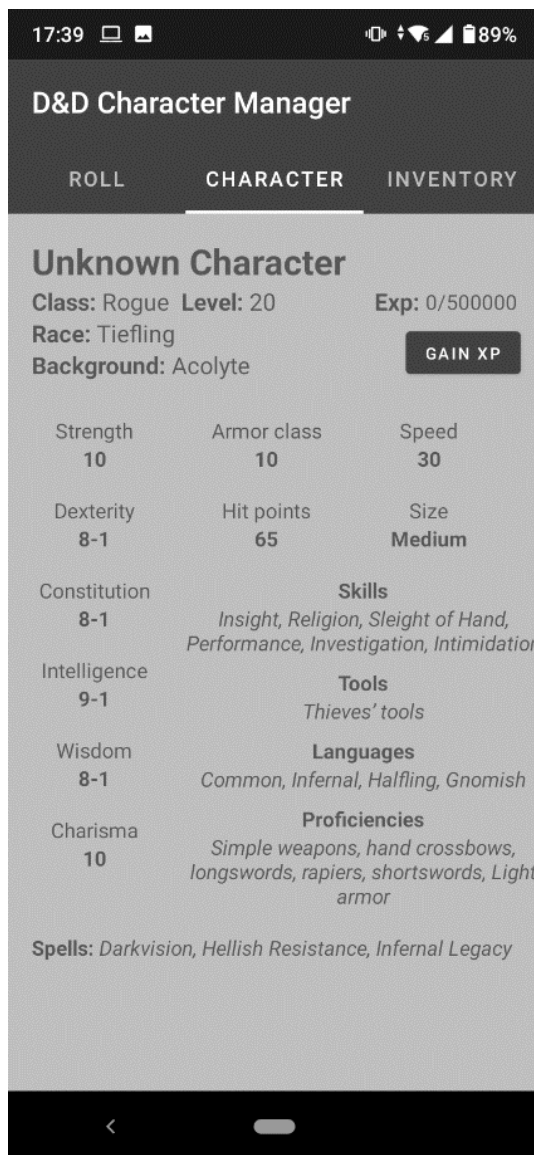 17:39 89%
D&D Character Manager
ROLL CHARACTER INVENTORY
Unknown Character
Class: Rogue Level: 20 Exp: 0/500000
Race: Tiefling
GAIN XP
Background: Acolyte
Strength Armor class Speed
10 10 30
Dexterity Hit points Size
8-1 65 Medium
Constitution
8-1
Intelligence
9-1
Wisdom
8-1
Charisma
10
Skills
Insight, Religion, Sleight of Hand,
Performance, Investigation, Intimidation
Tools
Thieves’ tools
Languages
Common, Infernal, Halfling, Gnomish
Proficiencies
Simple weapons, hand crossbows,
longswords, rapiers, shortswords, Light
armor
Spells: Darkvision, Hellish Resistance, Infernal Legacy